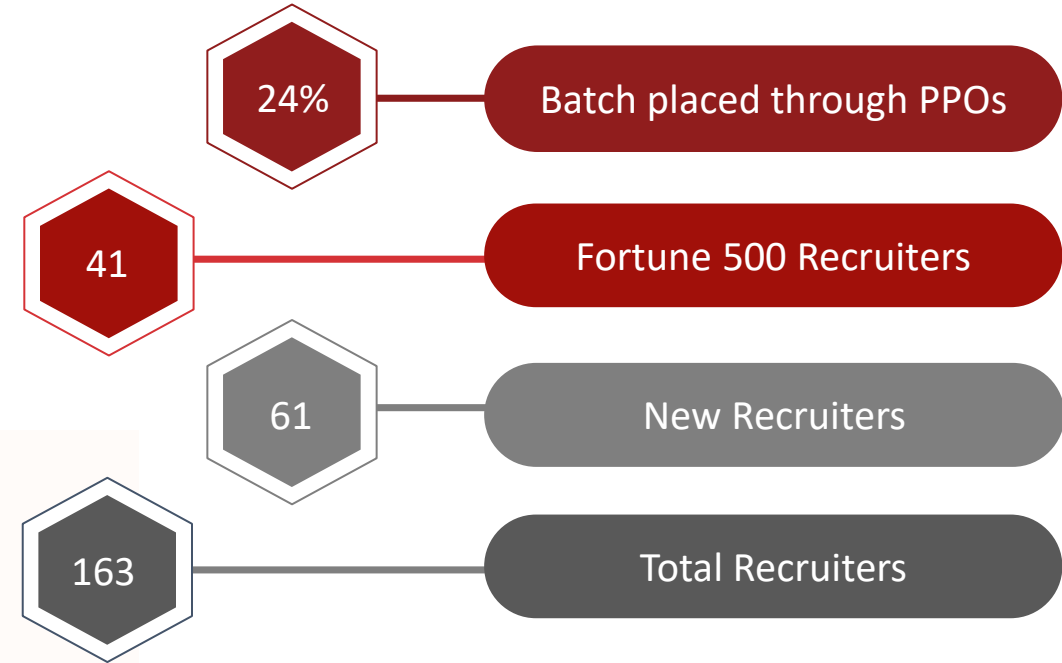 24%
Batch placed through PPOs
41
Fortune 500 Recruiters
61
New Recruiters
163
Total Recruiters